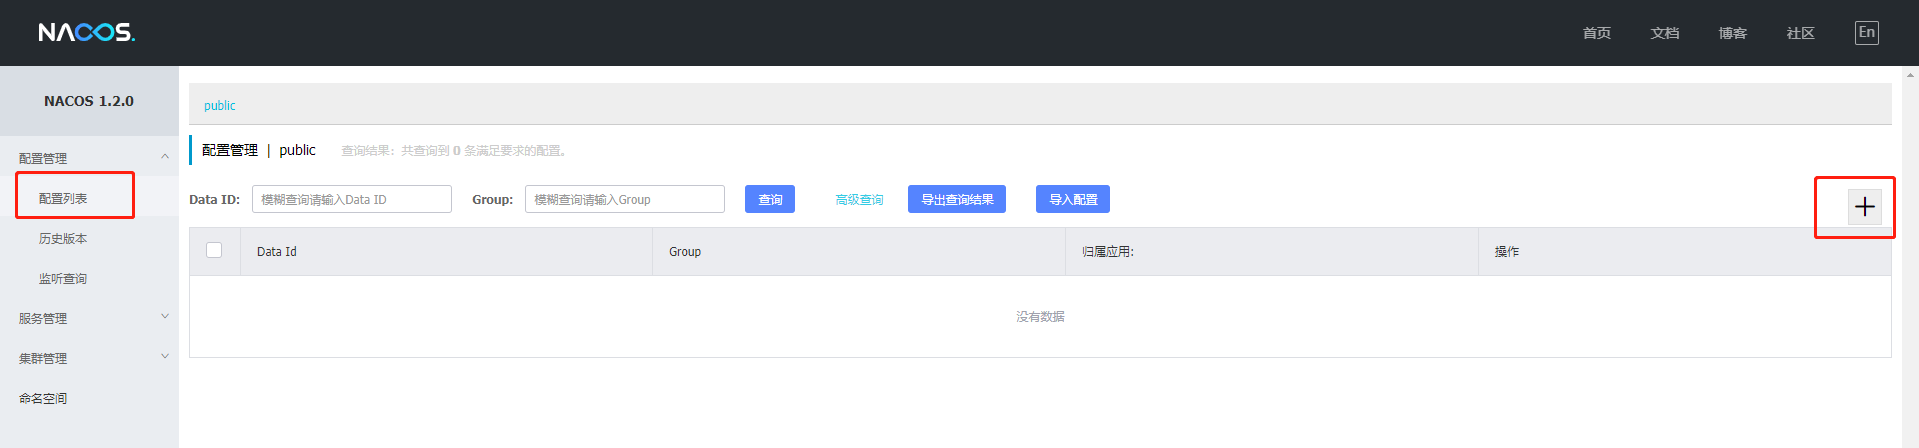 NACOS.
首页 文档 博客 社区 En
NACOS 1.2.0
配置管理
配置列表
历史版本
监听查询
服务管理
集群管理
命名空间
public
配置管理 | public 查询结果：共查询到 0 条满足要求的配置。
Data ID: 模糊查询请输入Data ID Group: 模糊查询请输入Group 查询 高级查询 导出查询结果 导入配置
Data Id Group 归属应用: 操作
没有数据